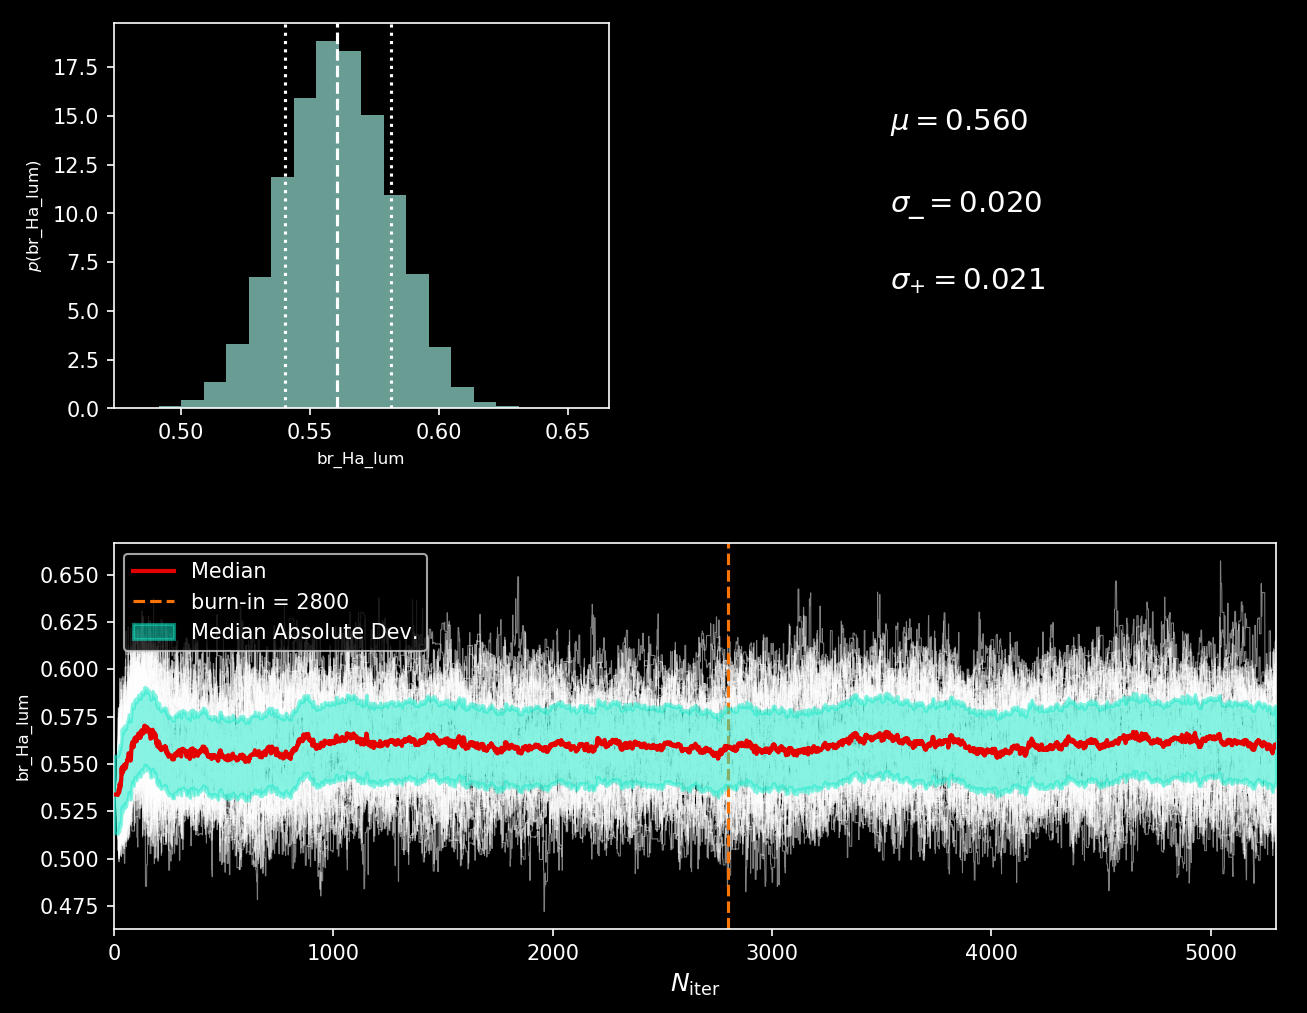 17.5
15.0
12.5
10.0
7.5
5.0
2.5
0.0
p(br_Ha_lum)
0.50 0.55 0.60 0.65
br_Ha_lum
μ = 0.560
σ₋ = 0.020
σ₊ = 0.021
Median
burn-in = 2800
Median Absolute Dev.
0.650
0.625
0.600
0.575
0.550
0.525
0.500
0.475
br_Ha_lum
0 1000 2000 3000 4000 5000
N_iter